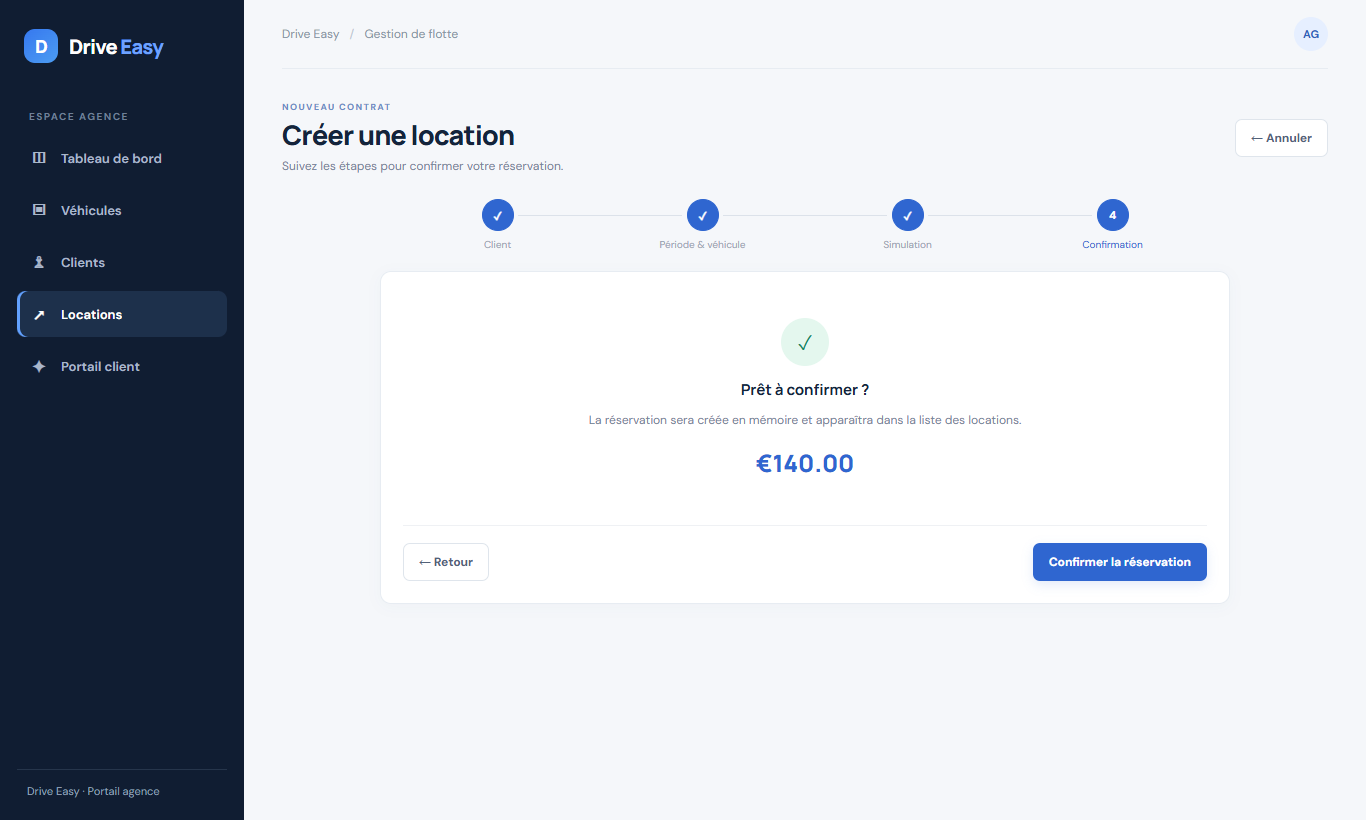 D Drive Easy
Drive Easy / Gestion de flotte
AG
ESPACE AGENCE
Tableau de bord
Véhicules
Clients
Locations
Portail client
Drive Easy · Portail agence
NOUVEAU CONTRAT
Créer une location
Suivez les étapes pour confirmer votre réservation.
← Annuler
✓ ✓ ✓ 4
Client Période & véhicule Simulation Confirmation
✓
Prêt à confirmer ?
La réservation sera créée en mémoire et apparaîtra dans la liste des locations.
€140.00
← Retour
Confirmer la réservation